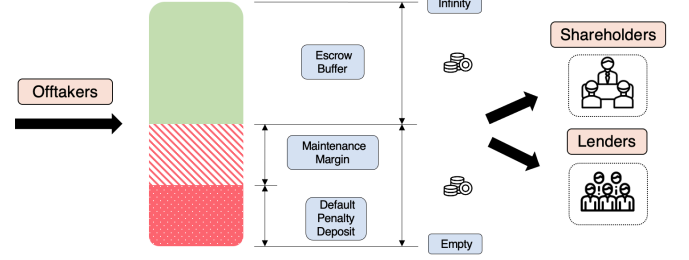 Infinity
Escrow
Buffer
Offtakers
Maintenance
Margin
Default
Penalty
Deposit
Empty
Shareholders
Lenders